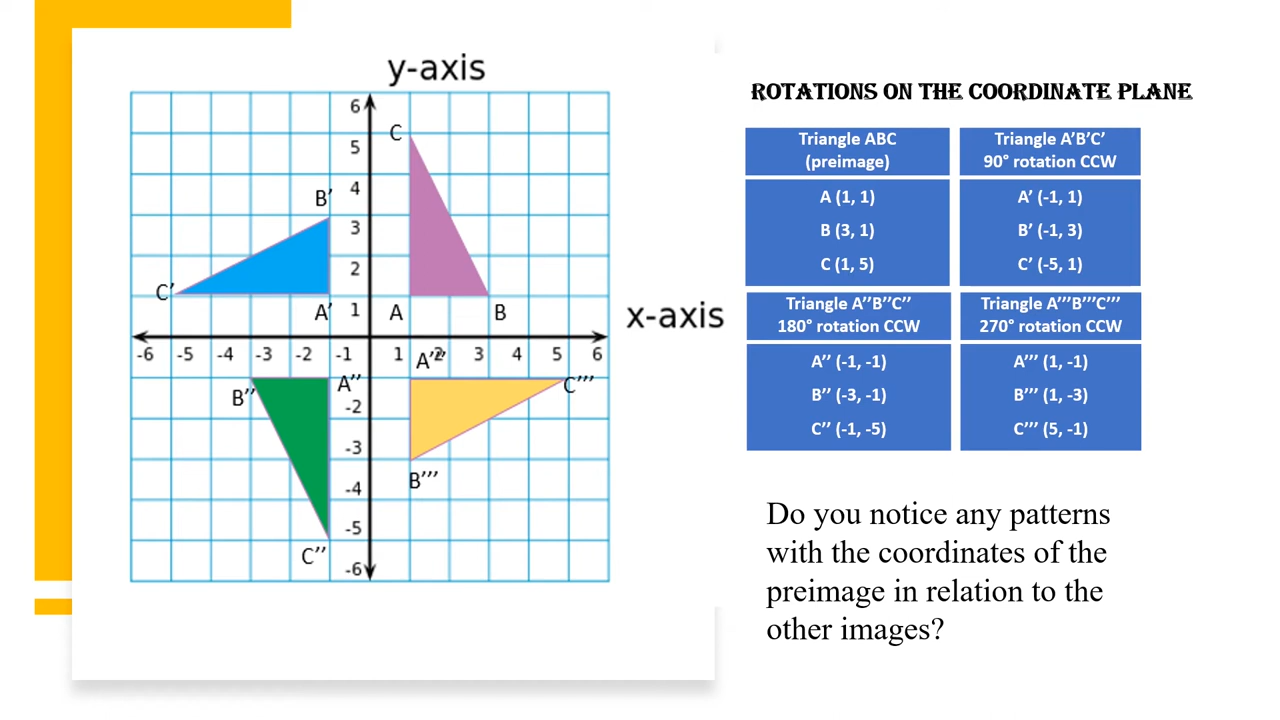 y-axis
6
C
5
4
B’
3
2
C’
A’
1
A
B
x-axis
-6 -5 -4 -3 -2 -1 1 2 3 4 5 6
A’’’
A’’
C’’’
B’’
-2
-3
B’’’
-4
-5
C’’
-6
ROTATIONS ON THE COORDINATE PLANE
Triangle ABC
(preimage)
A (1, 1)
B (3, 1)
C (1, 5)
Triangle A’B’C’
90° rotation CCW
A’ (-1, 1)
B’ (-1, 3)
C’ (-5, 1)
Triangle A’’B’’C’’
180° rotation CCW
A’’ (-1, -1)
B’’ (-3, -1)
C’’ (-1, -5)
Triangle A’’’B’’’C’’’
270° rotation CCW
A’’’ (1, -1)
B’’’ (1, -3)
C’’’ (5, -1)
Do you notice any patterns
with the coordinates of the
preimage in relation to the
other images?